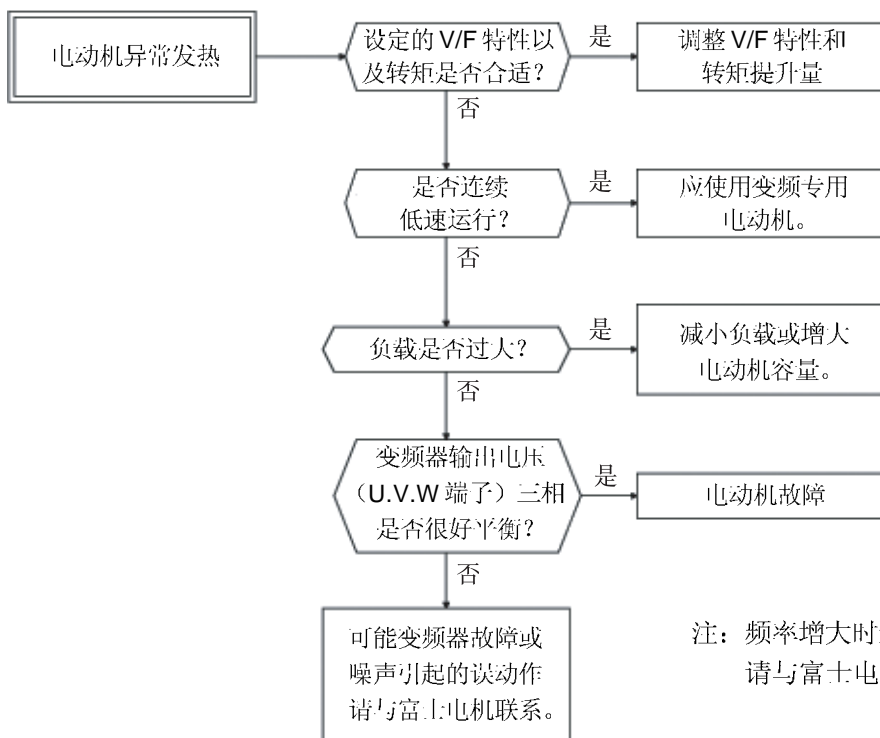 电动机异常发热
设定的 V/F 特性以
及转矩是否合适？
是
调整 V/F 特性和
转矩提升量
否
是否连续
低速运行？
是
应使用变频专用
电动机。
否
负载是否过大？
是
减小负载或增大
电动机容量。
否
变频器输出电压
（U.V.W 端子）三相
是否很好平衡？
是
电动机故障
否
可能变频器故障或
噪声引起的误动作
请与富士电机联系。
注：频率增大时
请与富士电